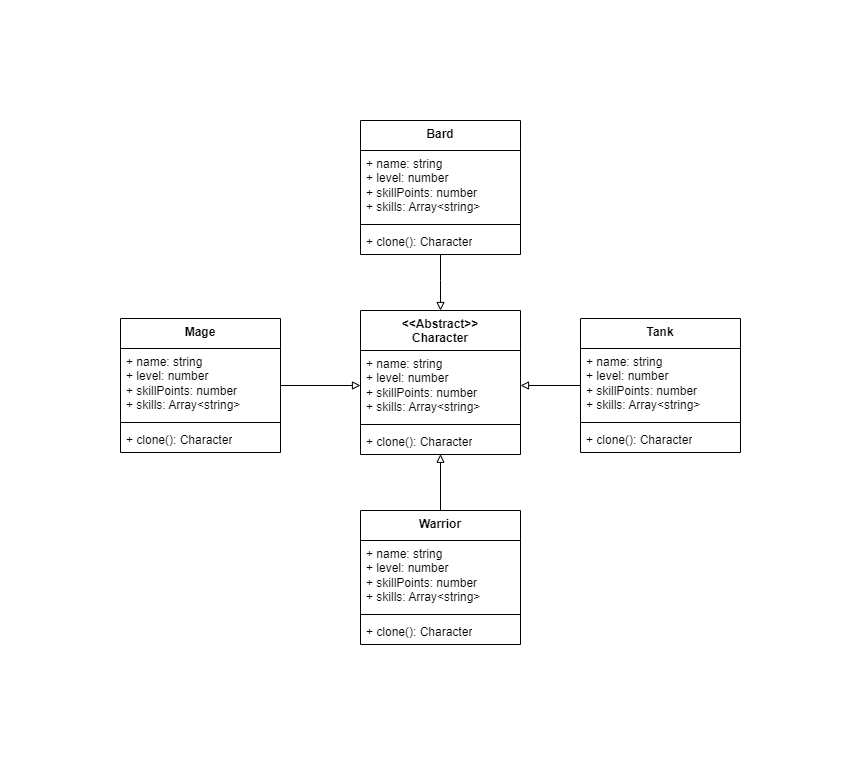 Bard
+ name: string
+ level: number
+ skillPoints: number
+ skills: Array<string>
+ clone(): Character
Mage
+ name: string
+ level: number
+ skillPoints: number
+ skills: Array<string>
+ clone(): Character
<<Abstract>>
Character
+ name: string
+ level: number
+ skillPoints: number
+ skills: Array<string>
+ clone(): Character
Tank
+ name: string
+ level: number
+ skillPoints: number
+ skills: Array<string>
+ clone(): Character
Warrior
+ name: string
+ level: number
+ skillPoints: number
+ skills: Array<string>
+ clone(): Character